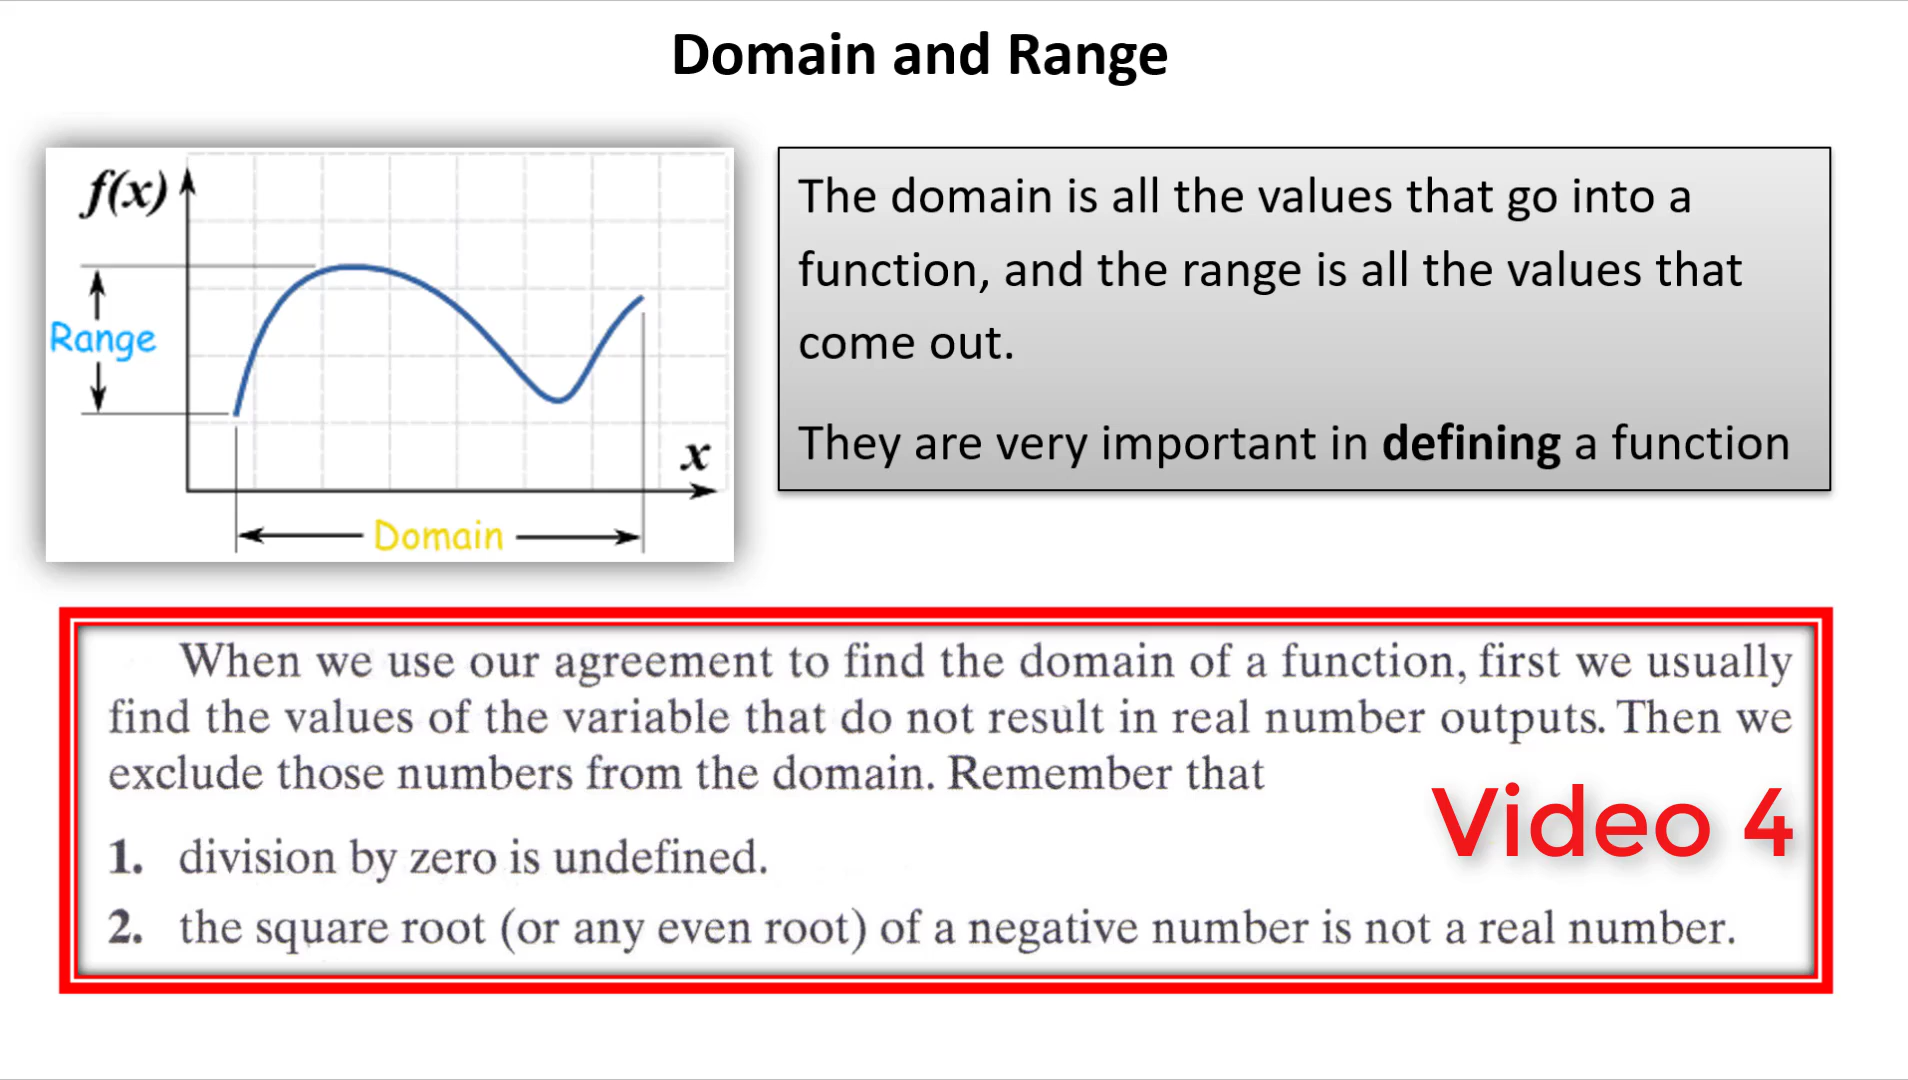 Domain and Range
f(x)
Range
x
Domain
The domain is all the values that go into a
function, and the range is all the values that
come out.
They are very important in defining a function
When we use our agreement to find the domain of a function, first we usually
find the values of the variable that do not result in real number outputs. Then we
exclude those numbers from the domain. Remember that
Video 4
1. division by zero is undefined.
2. the square root (or any even root) of a negative number is not a real number.